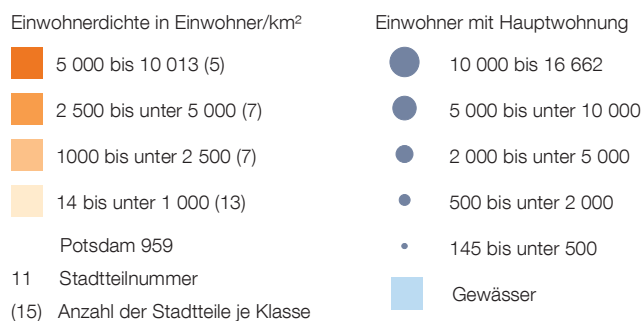 Einwohnerdichte in Einwohner/km²
5 000 bis 10 013 (5)
2 500 bis unter 5 000 (7)
1000 bis unter 2 500 (7)
14 bis unter 1 000 (13)
Potsdam 959
11 Stadtteilnummer
(15) Anzahl der Stadtteile je Klasse
Einwohner mit Hauptwohnung
10 000 bis 16 662
5 000 bis unter 10 000
2 000 bis unter 5 000
500 bis unter 2 000
145 bis unter 500
Gewässer